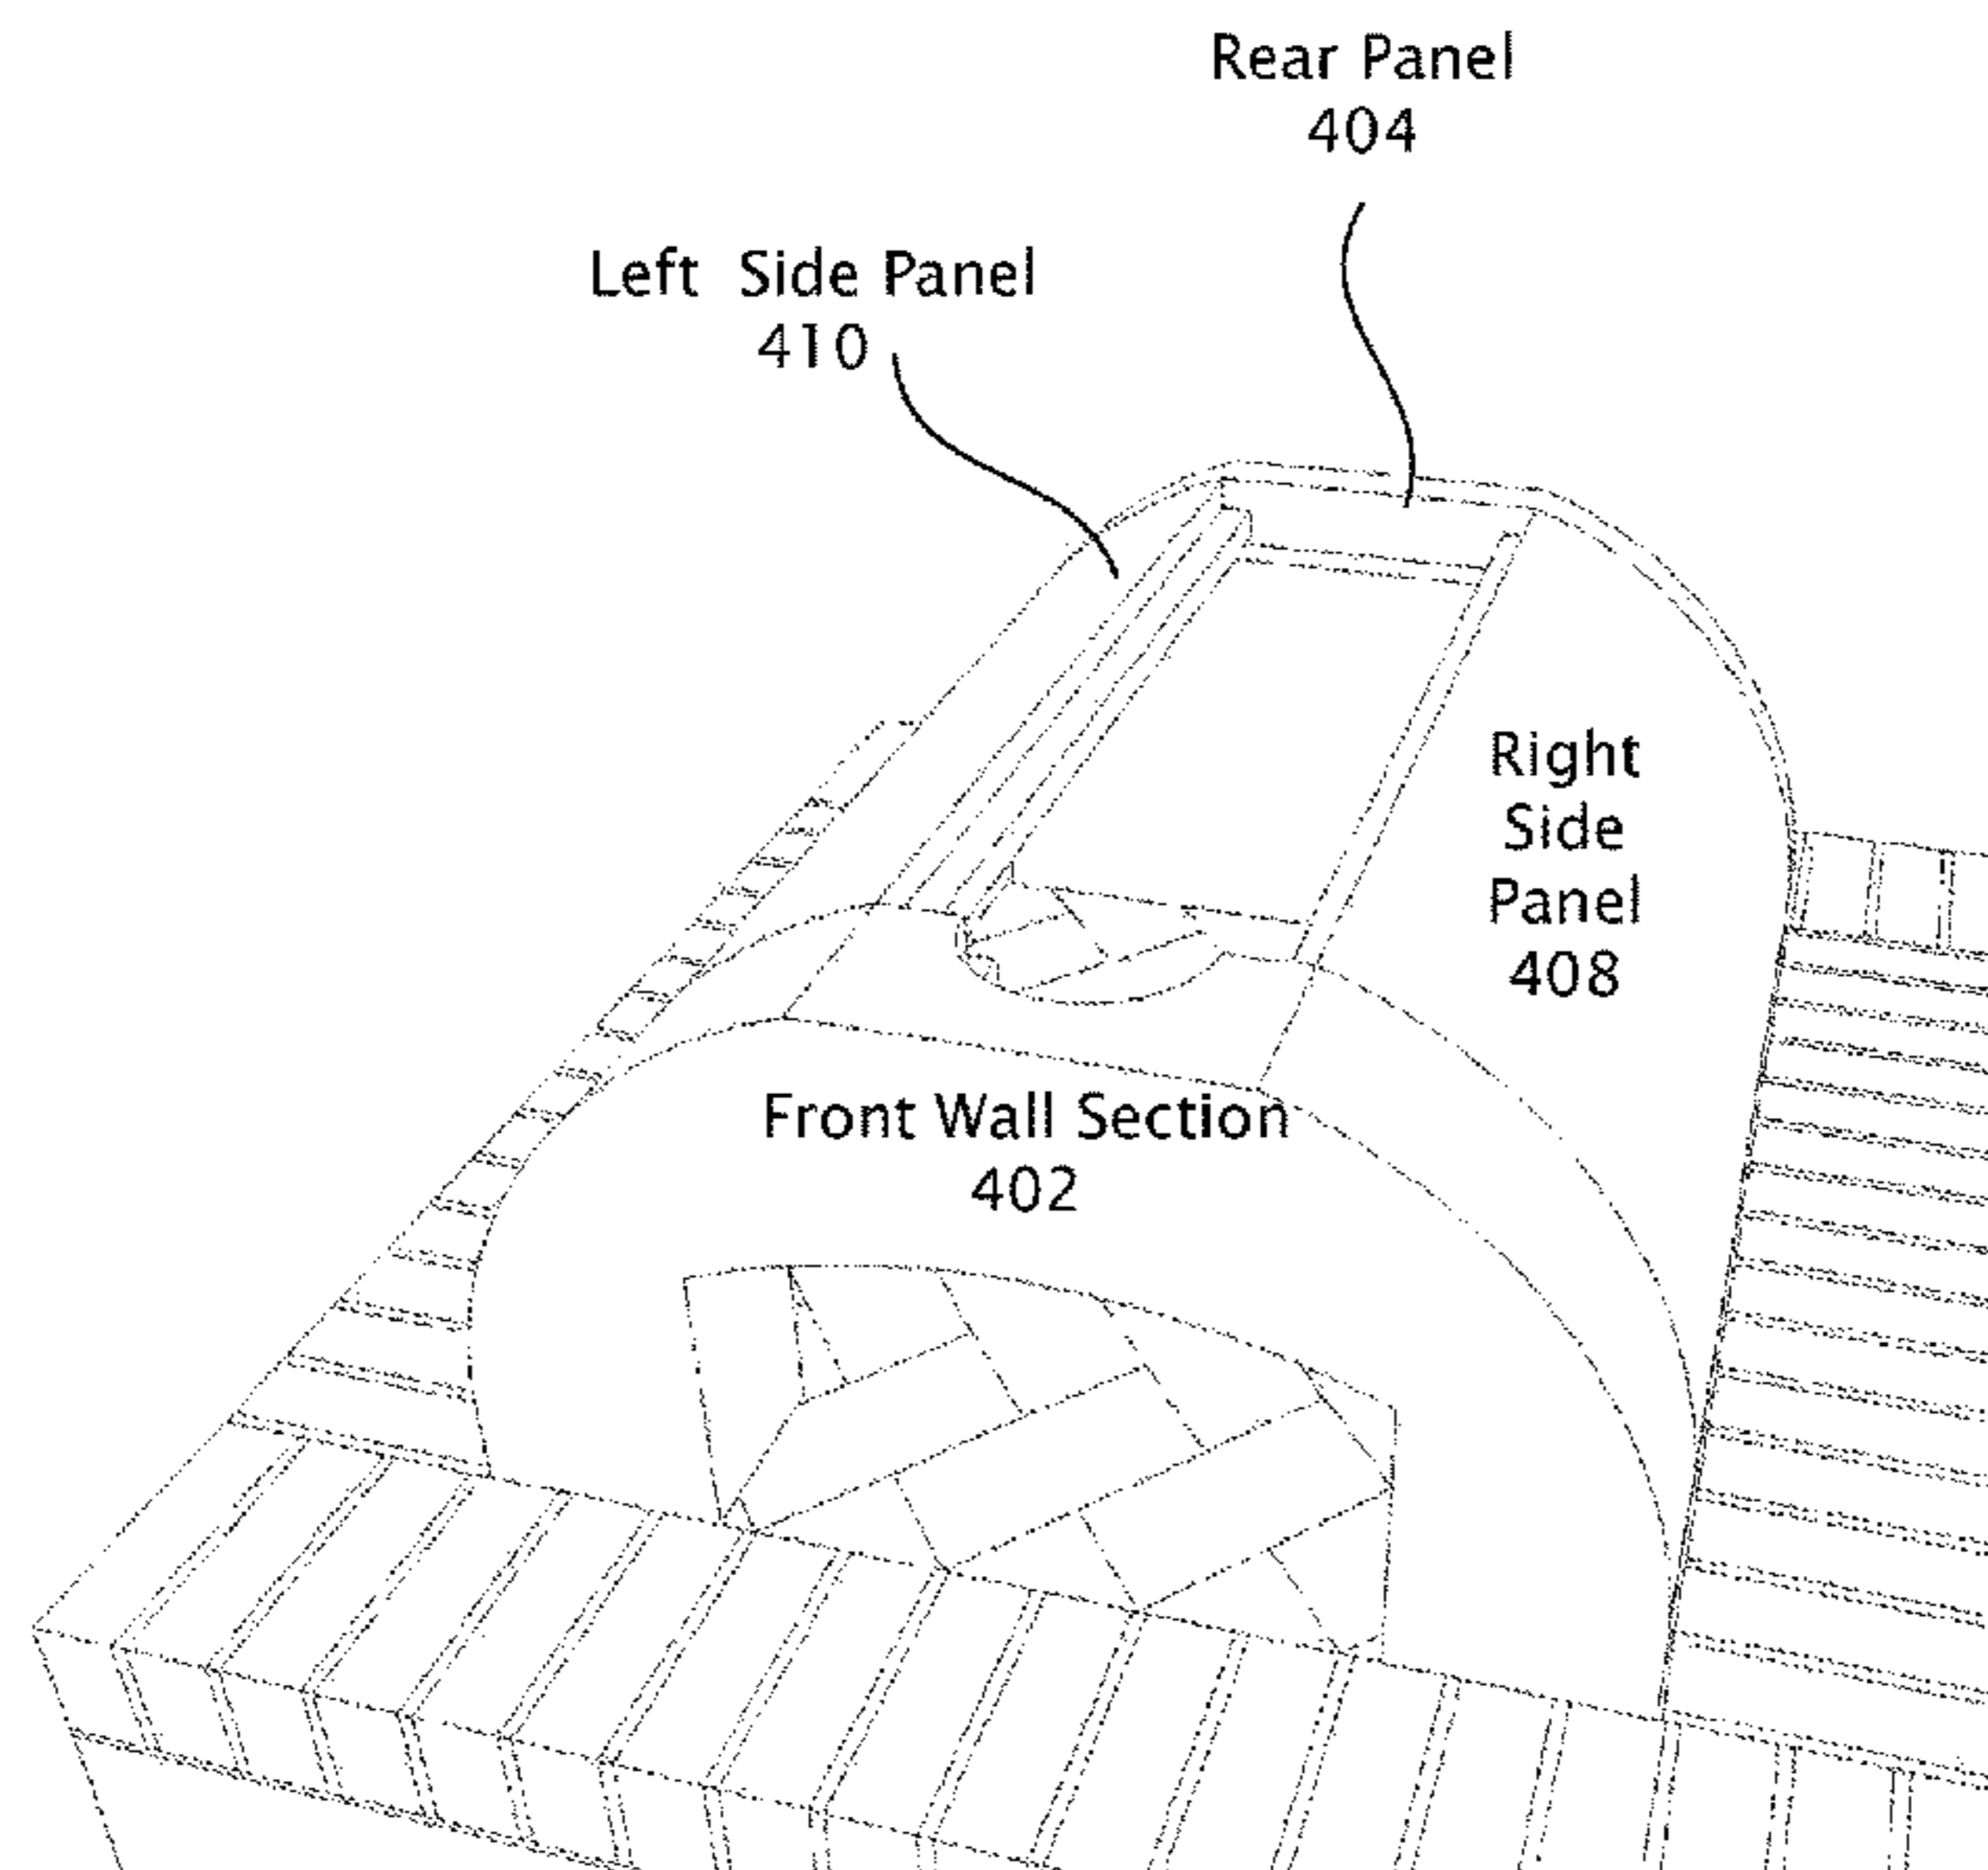 Rear Panel
404
Left Side Panel
410
Right
Side
Panel
408
Front Wall Section
402